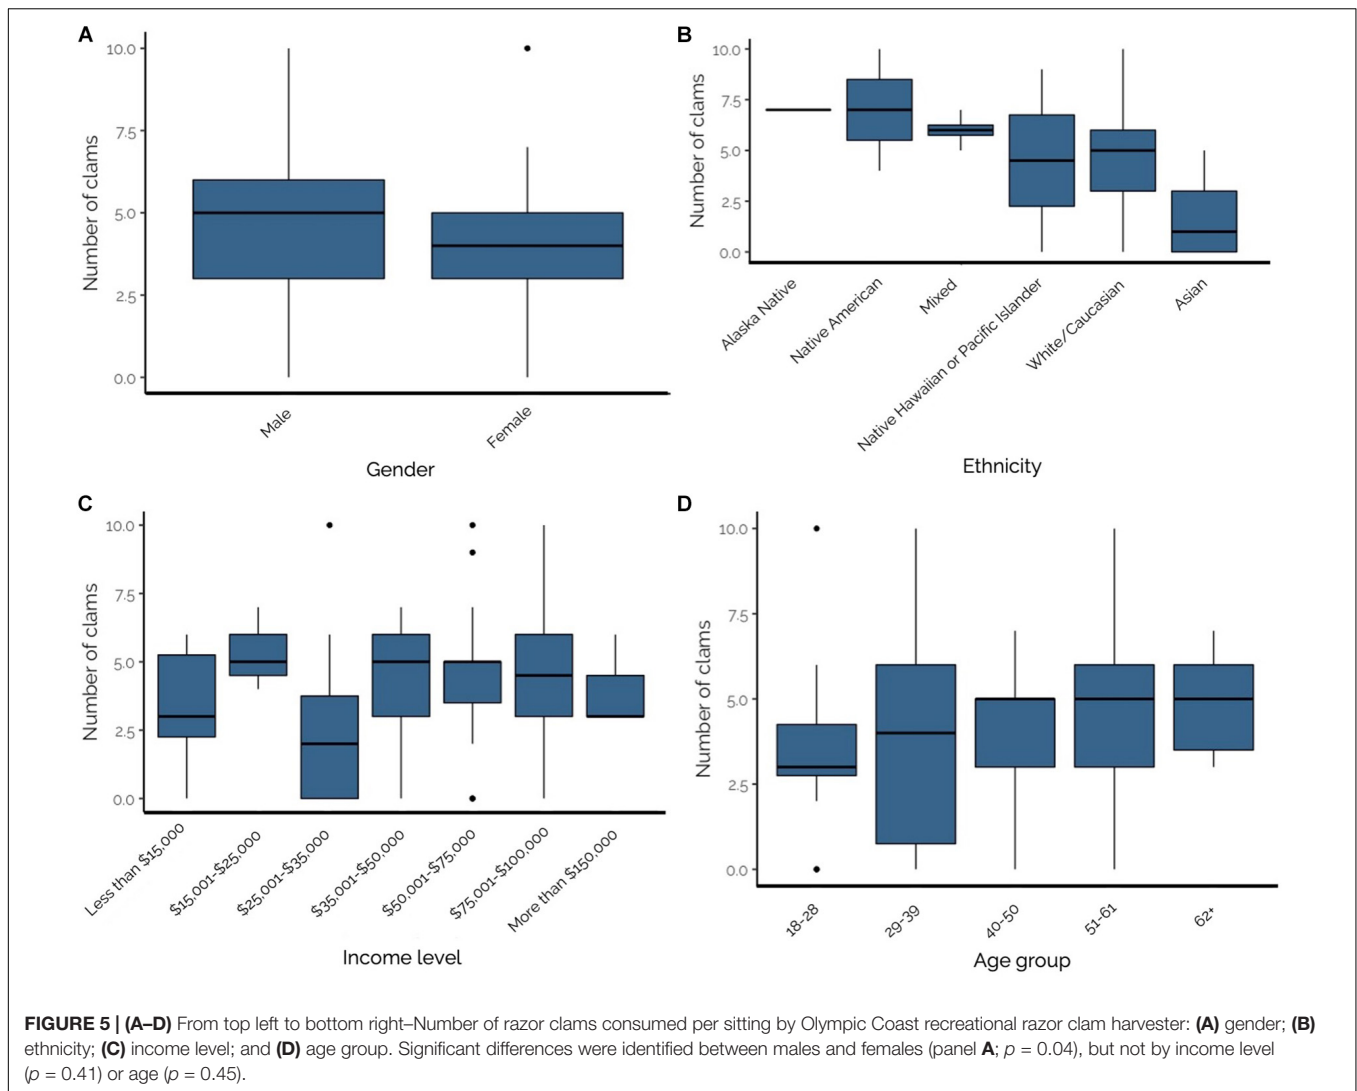 A
Number of clams
10.0
7.5
5.0
2.5
0.0
Male
Female
Gender
B
Number of clams
10.0
7.5
5.0
2.5
0.0
Alaska Native
Native American
Mixed
Native Hawaiian or Pacific Islander
White/Caucasian
Asian
Ethnicity
C
Number of clams
10.0
7.5
5.0
2.5
0.0
Less than $15,000
$15,001-$25,000
$25,001-$35,000
$35,001-$50,000
$50,001-$75,000
$75,001-$100,000
More than $150,000
Income level
D
Number of clams
10.0
7.5
5.0
2.5
0.0
18-28
29-39
40-50
51-61
62+
Age group
FIGURE 5 | (A–D) From top left to bottom right–Number of razor clams consumed per sitting by Olympic Coast recreational razor clam harvester: (A) gender; (B)
ethnicity; (C) income level; and (D) age group. Significant differences were identified between males and females (panel A; p = 0.04), but not by income level
(p = 0.41) or age (p = 0.45).